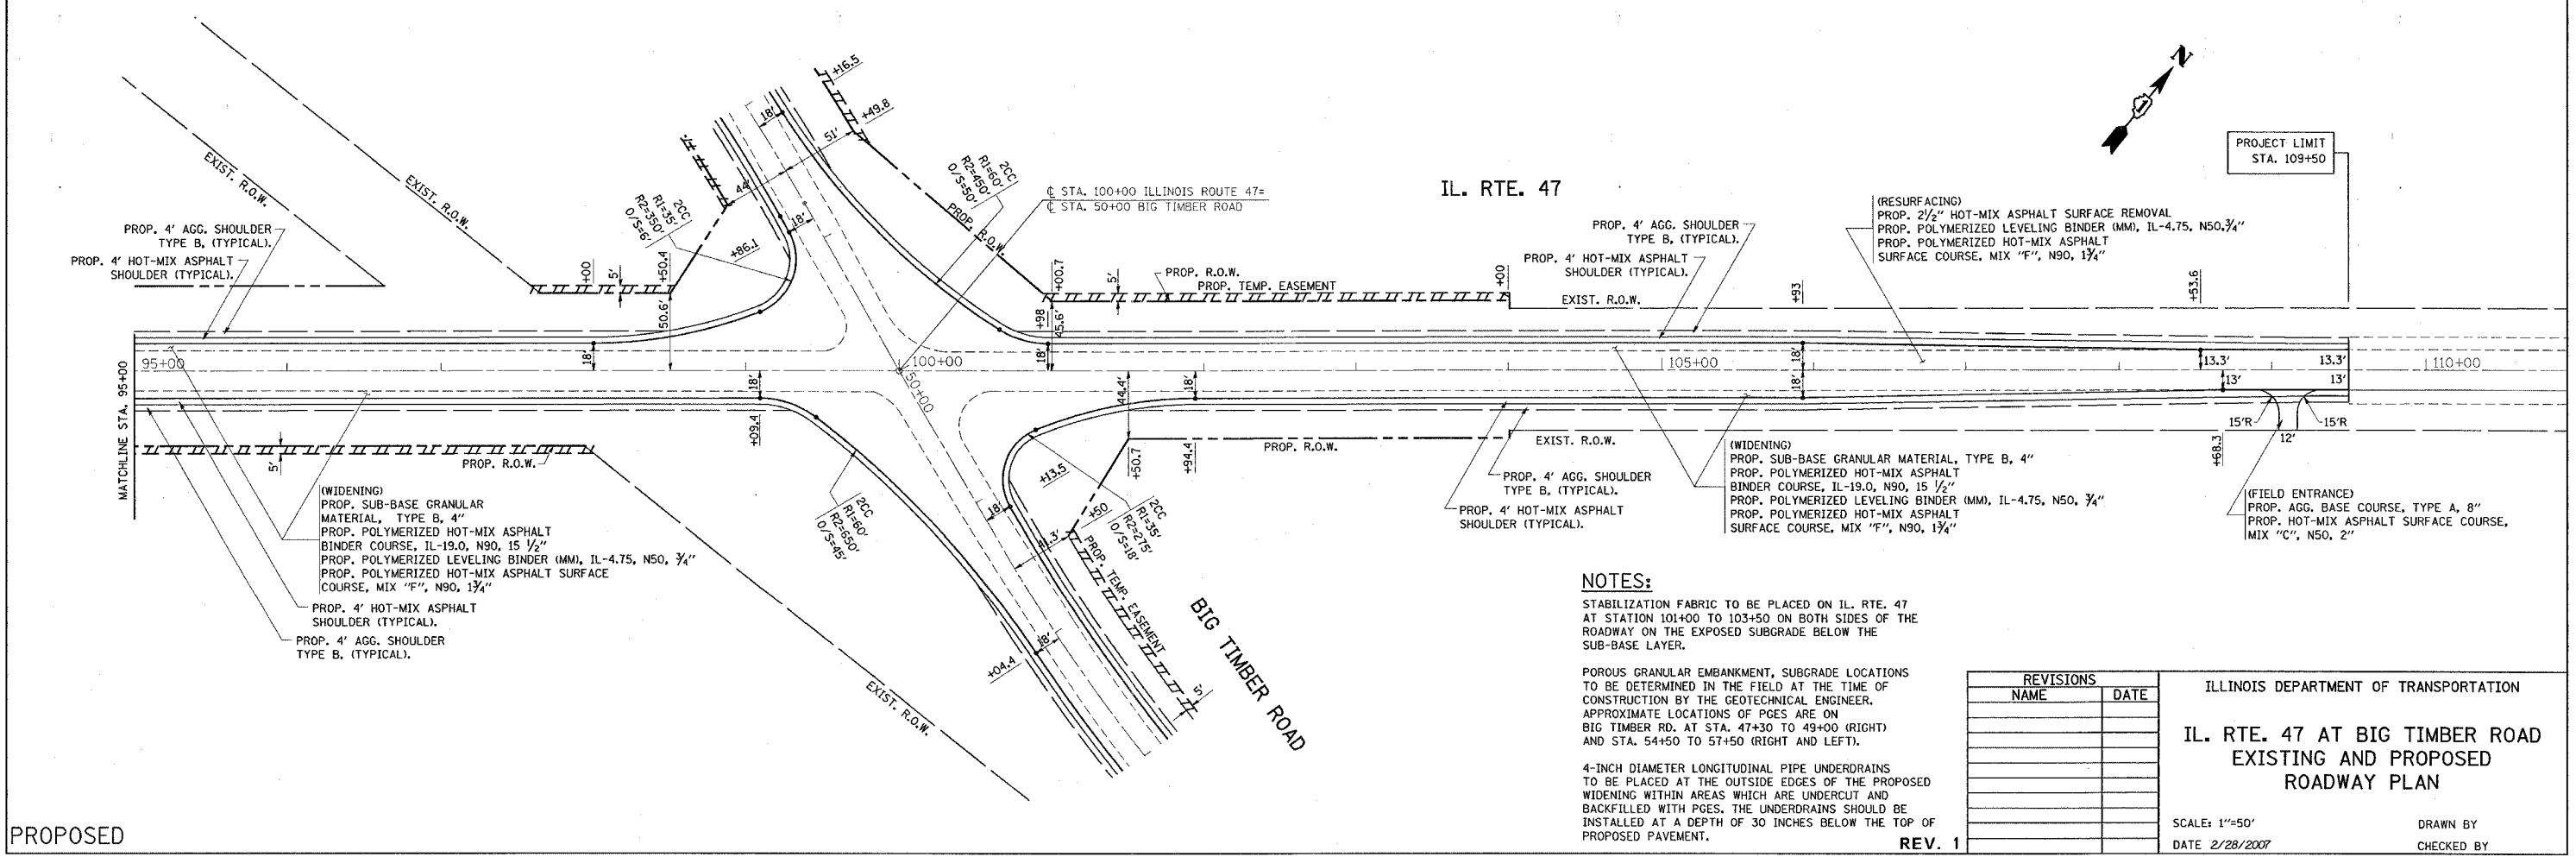 +16.5
+49.8
18'
51'
44'
18'
N
1
PROJECT LIMIT
STA. 109+50
EXIST. R.O.W.
EXIST. R.O.W.
2CC
R1=35'
R2=350'
O/S=6'
+86.1
2CC
R1=60'
R2=450'
O/S=50'
PROP. R.O.W.
℄ STA. 100+00 ILLINOIS ROUTE 47=
℄ STA. 50+00 BIG TIMBER ROAD
IL. RTE. 47
PROP. 4' AGG. SHOULDER
TYPE B, (TYPICAL).
PROP. 4' HOT-MIX ASPHALT
SHOULDER (TYPICAL).
+00
5'
+50.4
50.6'
+00.7
+98
45.6'
5'
PROP. R.O.W.
PROP. TEMP. EASEMENT
+00
EXIST. R.O.W.
PROP. 4' AGG. SHOULDER
TYPE B, (TYPICAL).
PROP. 4' HOT-MIX ASPHALT
SHOULDER (TYPICAL).
+93
(RESURFACING)
PROP. 2½" HOT-MIX ASPHALT SURFACE REMOVAL
PROP. POLYMERIZED LEVELING BINDER (MM), IL-4.75, N50,¾"
PROP. POLYMERIZED HOT-MIX ASPHALT
SURFACE COURSE, MIX "F", N90, 1¾"
+53.6
MATCHLINE STA. 95+00
95+00
18'
18'
100+00
50+00
18'
44.4'
18'
105+00
18'
18'
13.3'
13'
13.3'
13'
110+00
+09.4
5'
PROP. R.O.W.
+13.5
+50.7
+94.4
PROP. R.O.W.
EXIST. R.O.W.
+68.3
15'R
15'R
12'
(WIDENING)
PROP. SUB-BASE GRANULAR
MATERIAL, TYPE B, 4"
PROP. POLYMERIZED HOT-MIX ASPHALT
BINDER COURSE, IL-19.0, N90, 15 ½"
PROP. POLYMERIZED LEVELING BINDER (MM), IL-4.75, N50, ¾"
PROP. POLYMERIZED HOT-MIX ASPHALT SURFACE
COURSE, MIX "F", N90, 1¾"
PROP. 4' HOT-MIX ASPHALT
SHOULDER (TYPICAL).
PROP. 4' AGG. SHOULDER
TYPE B, (TYPICAL).
2CC
R1=60'
R2=650'
O/S=45'
18'
+50
41.3'
2CC
R1=35'
R2=275'
O/S=18'
PROP. TEMP. EASEMENT
+04.4
18'
5'
EXIST. R.O.W.
BIG TIMBER ROAD
PROP. 4' AGG. SHOULDER
TYPE B, (TYPICAL).
PROP. 4' HOT-MIX ASPHALT
SHOULDER (TYPICAL).
(WIDENING)
PROP. SUB-BASE GRANULAR MATERIAL, TYPE B, 4"
PROP. POLYMERIZED HOT-MIX ASPHALT
BINDER COURSE, IL-19.0, N90, 15 ½"
PROP. POLYMERIZED LEVELING BINDER (MM), IL-4.75, N50, ¾"
PROP. POLYMERIZED HOT-MIX ASPHALT
SURFACE COURSE, MIX "F", N90, 1¾"
(FIELD ENTRANCE)
PROP. AGG. BASE COURSE, TYPE A, 8"
PROP. HOT-MIX ASPHALT SURFACE COURSE,
MIX "C", N50, 2"
NOTES:
STABILIZATION FABRIC TO BE PLACED ON IL. RTE. 47
AT STATION 101+00 TO 103+50 ON BOTH SIDES OF THE
ROADWAY ON THE EXPOSED SUBGRADE BELOW THE
SUB-BASE LAYER.
POROUS GRANULAR EMBANKMENT, SUBGRADE LOCATIONS
TO BE DETERMINED IN THE FIELD AT THE TIME OF
CONSTRUCTION BY THE GEOTECHNICAL ENGINEER.
APPROXIMATE LOCATIONS OF PGES ARE ON
BIG TIMBER RD. AT STA. 47+30 TO 49+00 (RIGHT)
AND STA. 54+50 TO 57+50 (RIGHT AND LEFT).
4-INCH DIAMETER LONGITUDINAL PIPE UNDERDRAINS
TO BE PLACED AT THE OUTSIDE EDGES OF THE PROPOSED
WIDENING WITHIN AREAS WHICH ARE UNDERCUT AND
BACKFILLED WITH PGES. THE UNDERDRAINS SHOULD BE
INSTALLED AT A DEPTH OF 30 INCHES BELOW THE TOP OF
PROPOSED PAVEMENT.
REV. 1
REVISIONS
NAME DATE
ILLINOIS DEPARTMENT OF TRANSPORTATION
IL. RTE. 47 AT BIG TIMBER ROAD
EXISTING AND PROPOSED
ROADWAY PLAN
SCALE: 1"=50'
DRAWN BY
DATE 2/28/2007
CHECKED BY
PROPOSED